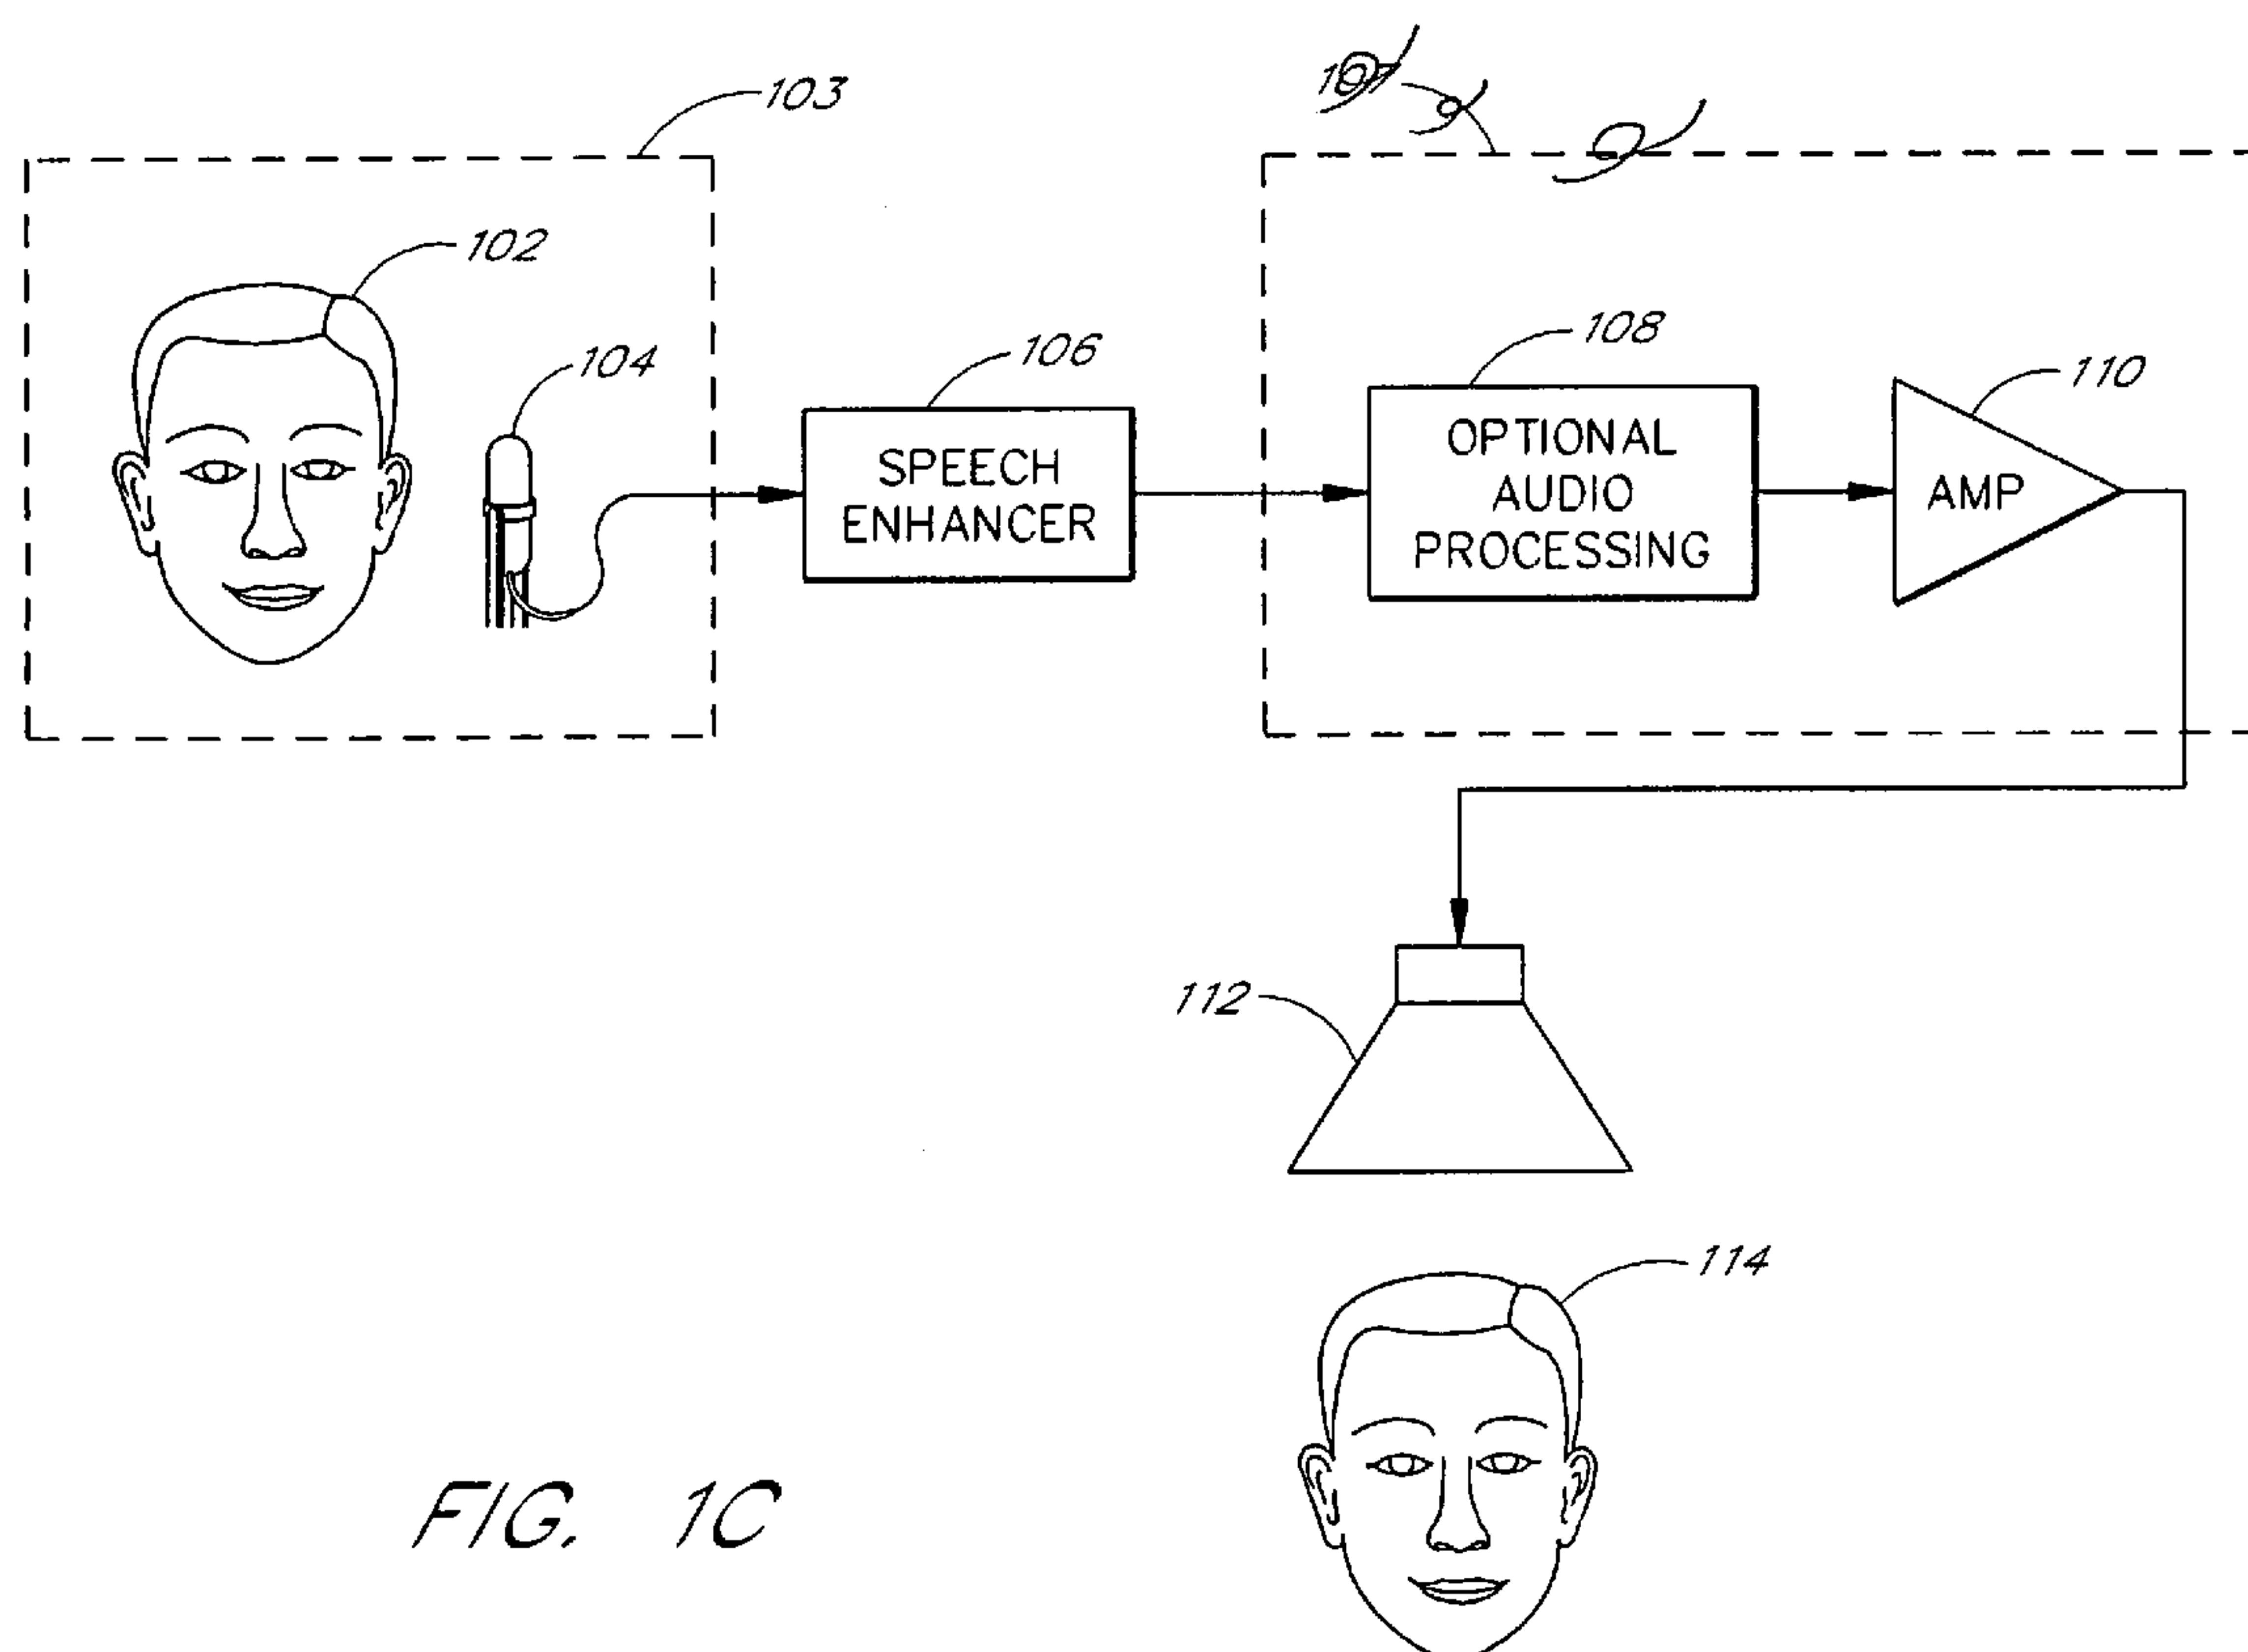 103
102
104
106
SPEECH
ENHANCER
108
OPTIONAL
AUDIO
PROCESSING
110
AMP
112
114
FIG. 1C